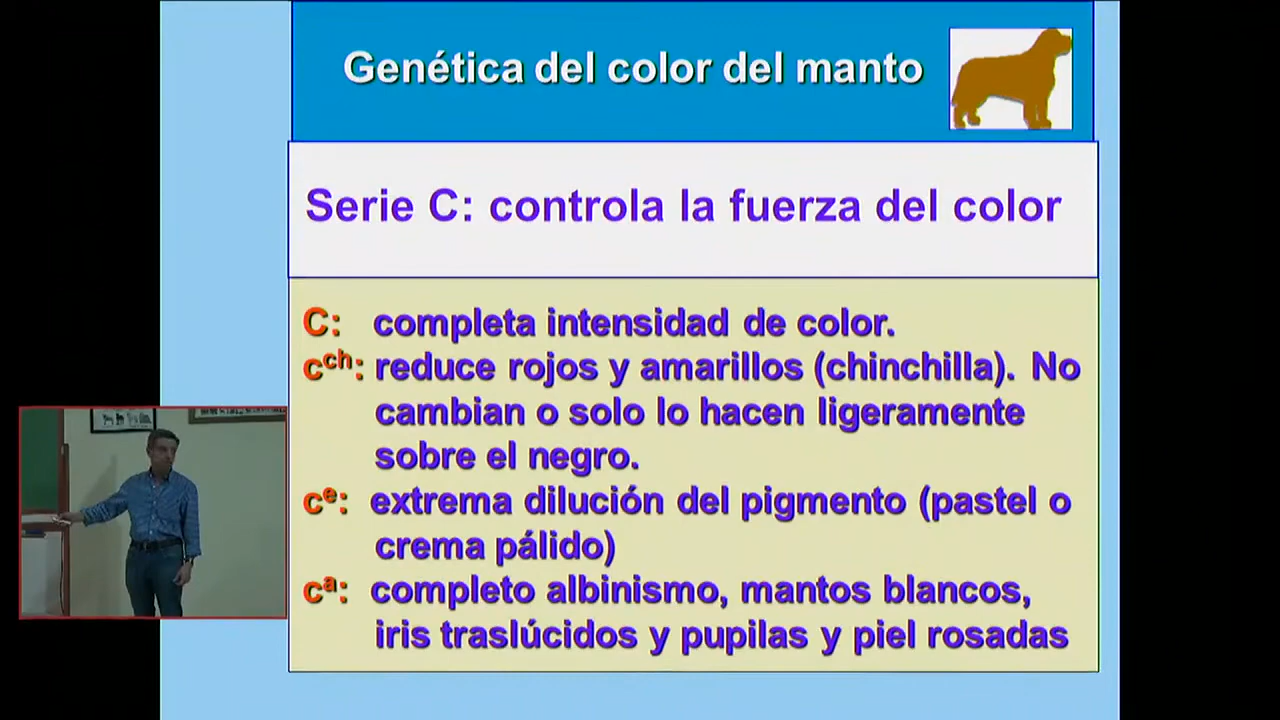 Genética del color del manto
Serie C: controla la fuerza del color
C: completa intensidad de color.
cᶜʰ: reduce rojos y amarillos (chinchilla). No
cambian o solo lo hacen ligeramente
sobre el negro.
cᵉ: extrema dilución del pigmento (pastel o
crema pálido)
cᵃ: completo albinismo, mantos blancos,
iris traslúcidos y pupilas y piel rosadas